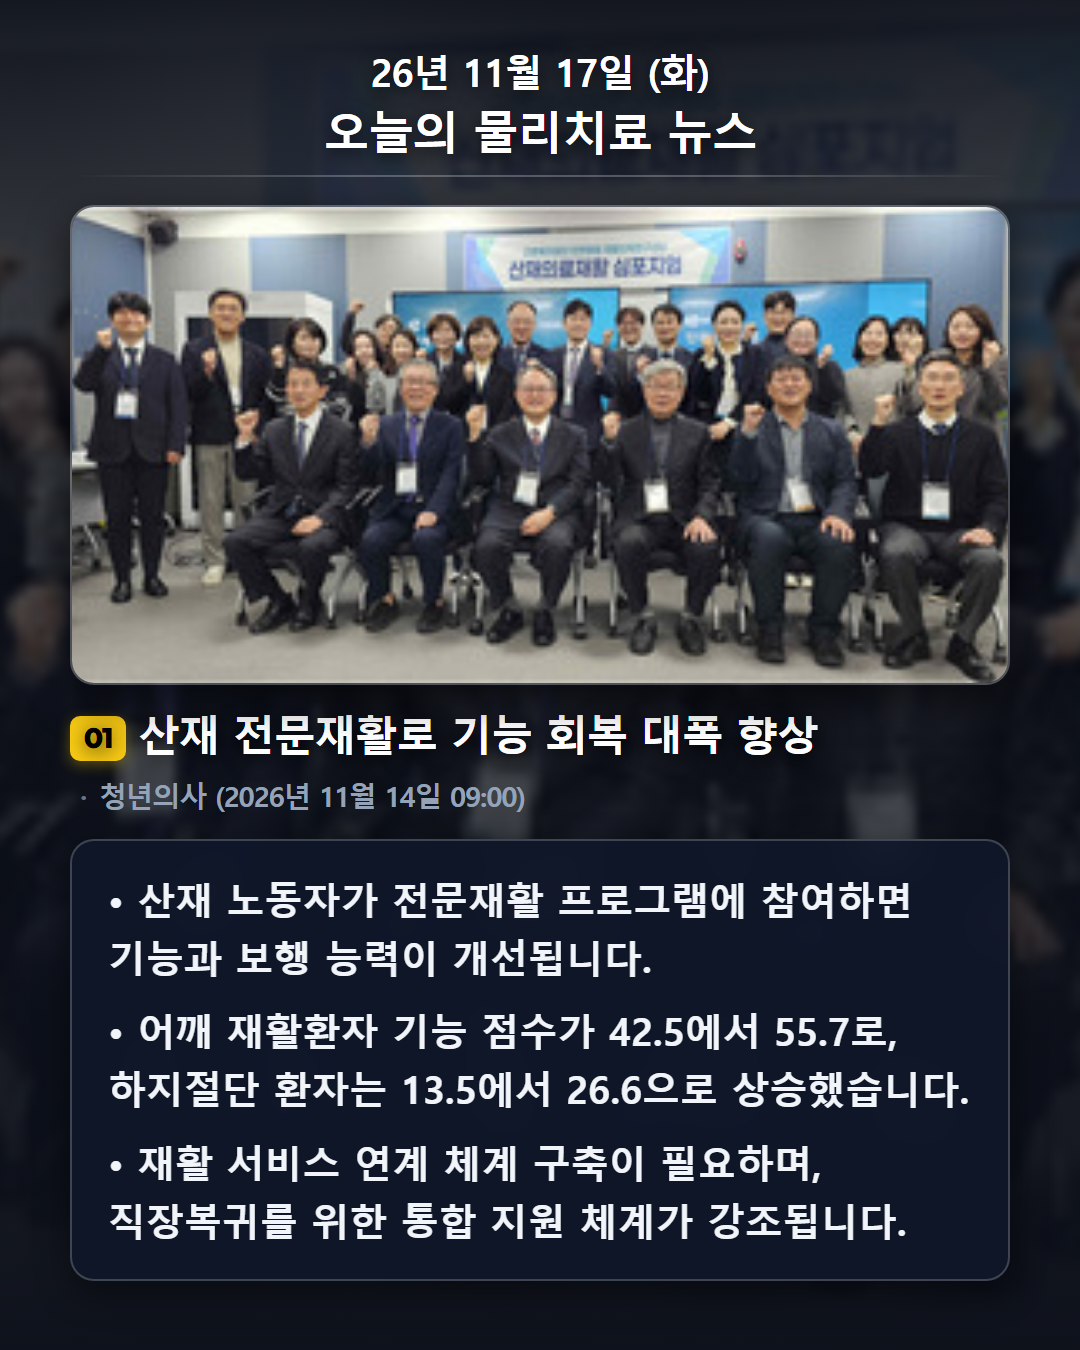 26년 11월 17일 (화)
오늘의 물리치료 뉴스
산재의료재활 심포지엄
01 산재 전문재활로 기능 회복 대폭 향상
· 청년의사 (2026년 11월 14일 09:00)
• 산재 노동자가 전문재활 프로그램에 참여하면
기능과 보행 능력이 개선됩니다.
• 어깨 재활환자 기능 점수가 42.5에서 55.7로,
하지절단 환자는 13.5에서 26.6으로 상승했습니다.
• 재활 서비스 연계 체계 구축이 필요하며,
직장복귀를 위한 통합 지원 체계가 강조됩니다.